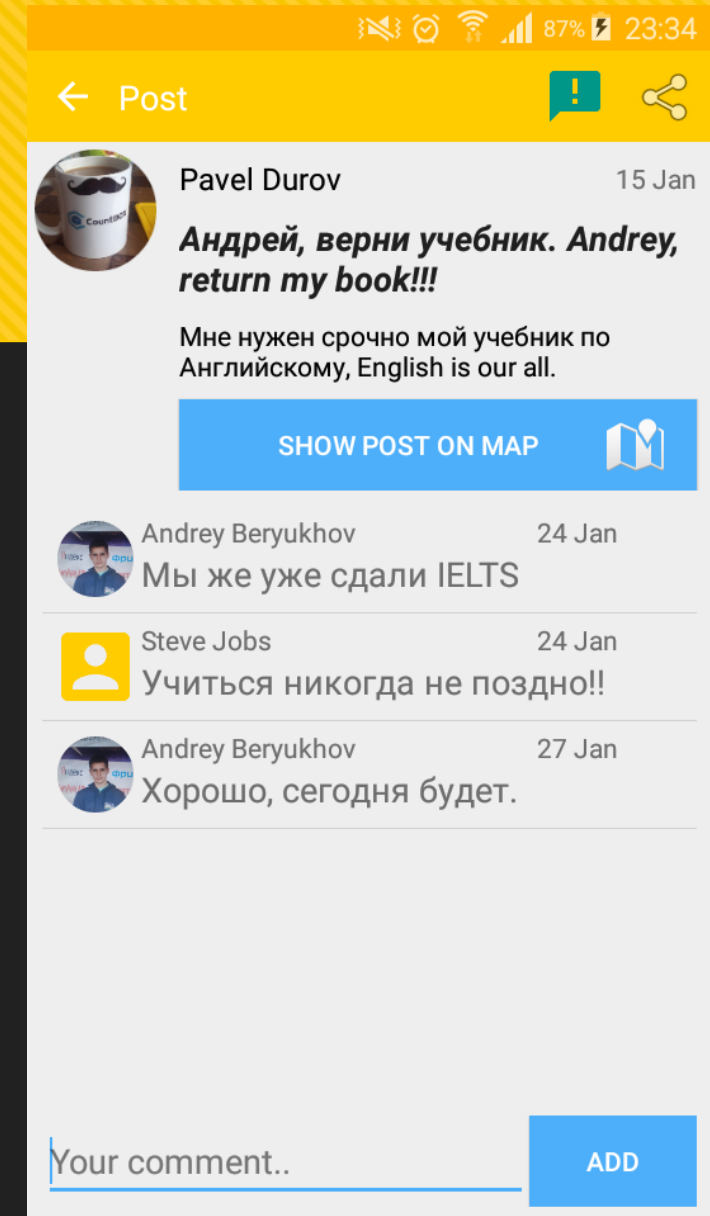 87% 23:34
Post
CountBOX
Pavel Durov 15 Jan
Андрей, верни учебник. Andrey,
return my book!!!
Мне нужен срочно мой учебник по
Английскому, English is our all.
SHOW POST ON MAP
Andrey Beryukhov 24 Jan
Мы же уже сдали IELTS
Steve Jobs 24 Jan
Учиться никогда не поздно!!
Andrey Beryukhov 27 Jan
Хорошо, сегодня будет.
Your comment..
ADD